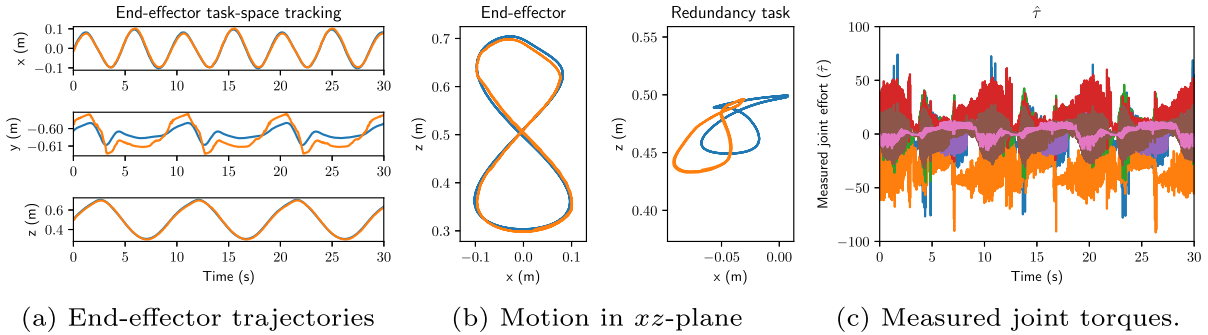 End-effector task-space tracking
x (m)
0.1
0.0
−0.1
0 5 10 15 20 25 30
y (m)
−0.60
−0.61
0 5 10 15 20 25 30
z (m)
0.6
0.4
0 5 10 15 20 25 30
Time (s)
(a) End-effector trajectories
End-effector
z (m)
0.7
0.6
0.5
0.4
0.3
−0.1 0.0 0.1
x (m)
Redundancy task
z (m)
0.55
0.50
0.45
0.40
−0.05 0.00
x (m)
(b) Motion in xz-plane
τ̂
Measured joint effort (τ̂)
100
50
0
−50
−100
0 5 10 15 20 25 30
Time (s)
(c) Measured joint torques.